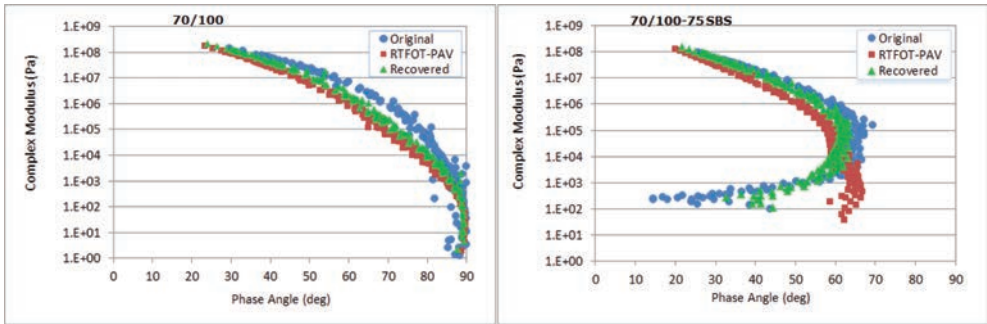 70/100
1.E+09
1.E+08
1.E+07
1.E+06
1.E+05
1.E+04
1.E+03
1.E+02
1.E+01
1.E+00
Complex Modulus (Pa)
Original
RTFOT-PAV
Recovered
0 10 20 30 40 50 60 70 80 90
Phase Angle (deg)
70/100-75SBS
1.E+09
1.E+08
1.E+07
1.E+06
1.E+05
1.E+04
1.E+03
1.E+02
1.E+01
1.E+00
Complex Modulus (Pa)
Original
RTFOT-PAV
Recovered
0 10 20 30 40 50 60 70 80 90
Phase Angle (deg)